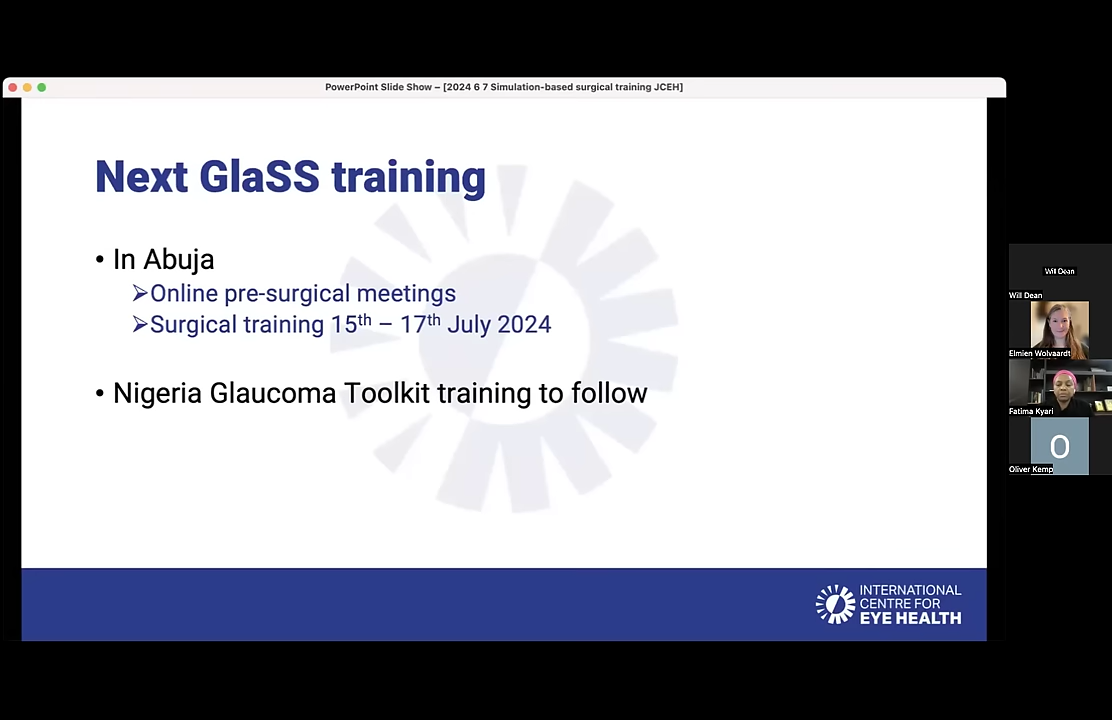 PowerPoint Slide Show – [2024 6 7 Simulation-based surgical training JCEH]
Next GlaSS training
• In Abuja
➢Online pre-surgical meetings
➢Surgical training 15th – 17th July 2024
• Nigeria Glaucoma Toolkit training to follow
INTERNATIONAL
CENTRE FOR
EYE HEALTH
Will Dean
Will Dean
Elmien Wolvaardt
Fatima Kyari
O
Oliver Kemp